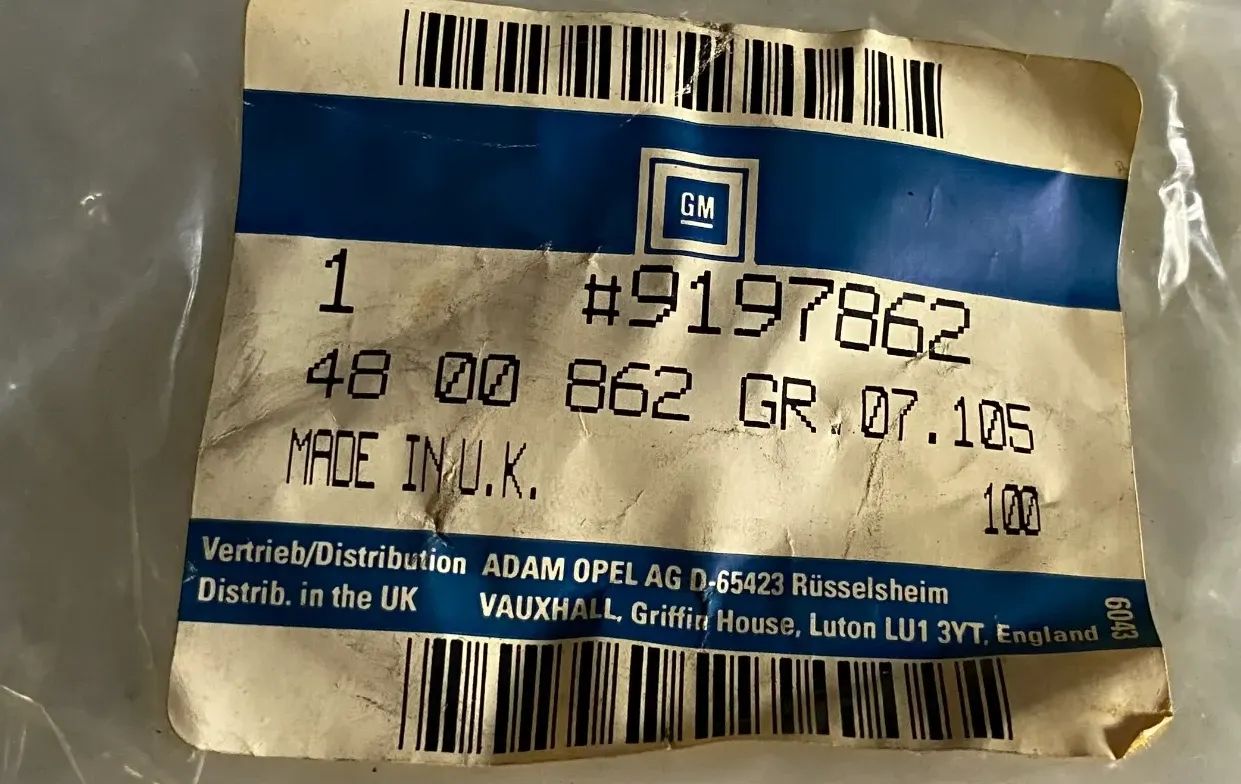 GM
1 #9197862
48 00 862 GR.07.105
MADE IN U.K.
100
Vertrieb/Distribution ADAM OPEL AG D-65423 Rüsselsheim
Distrib. in the UK VAUXHALL, Griffin House, Luton LU1 3YT, England
6043